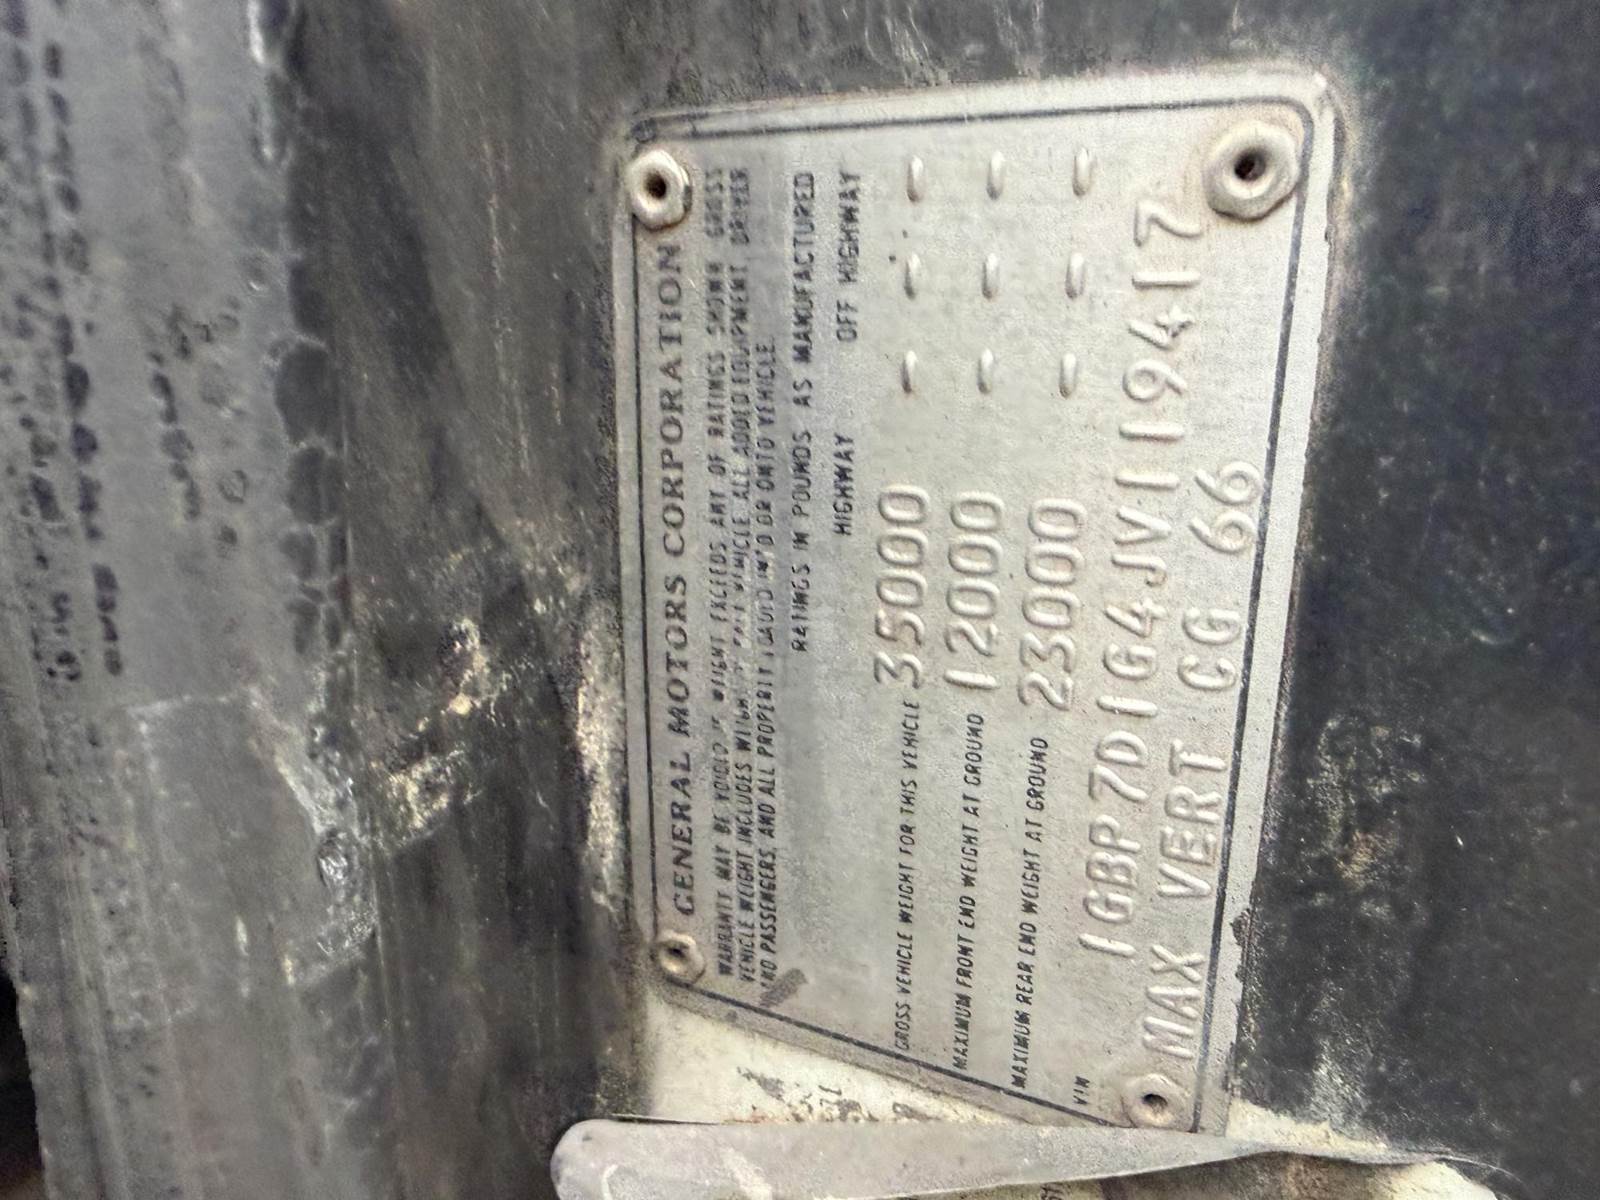 GENERAL MOTORS CORPORATION
WARRANTY MAY BE VOIDED IF WEIGHT EXCEEDS ANY OF RATINGS SHOWN GROSS
VEHICLE WEIGHT INCLUDES WEIGHT VEHICLE ALL ADDED EQUIPMENT DRIVER
AND PASSENGERS, AND ALL PROPERTY LOADED INTO OR ONTO VEHICLE.
RATINGS IN POUNDS AS MANUFACTURED
HIGHWAY OFF HIGHWAY
GROSS VEHICLE WEIGHT FOR THIS VEHICLE 35000 - - -
MAXIMUM FRONT END WEIGHT AT GROUND 12000 - - -
MAXIMUM REAR END WEIGHT AT GROUND 23000 - - -
VIN 1GBP7D1G4JV119417
MAX VERT CG 66